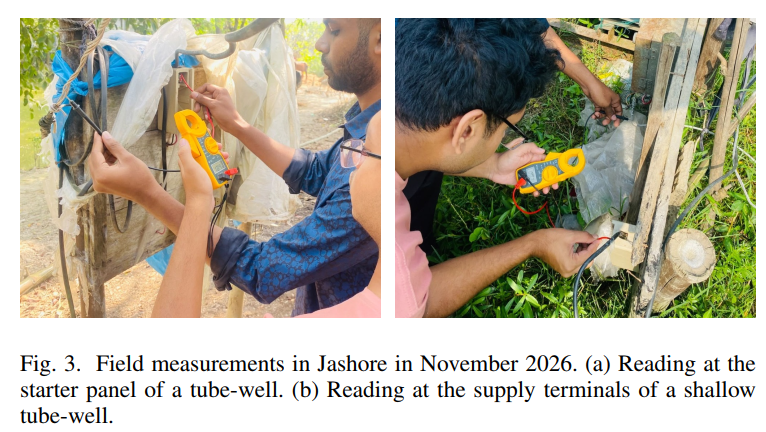 Fig. 3. Field measurements in Jashore in November 2026. (a) Reading at the
starter panel of a tube-well. (b) Reading at the supply terminals of a shallow
tube-well.